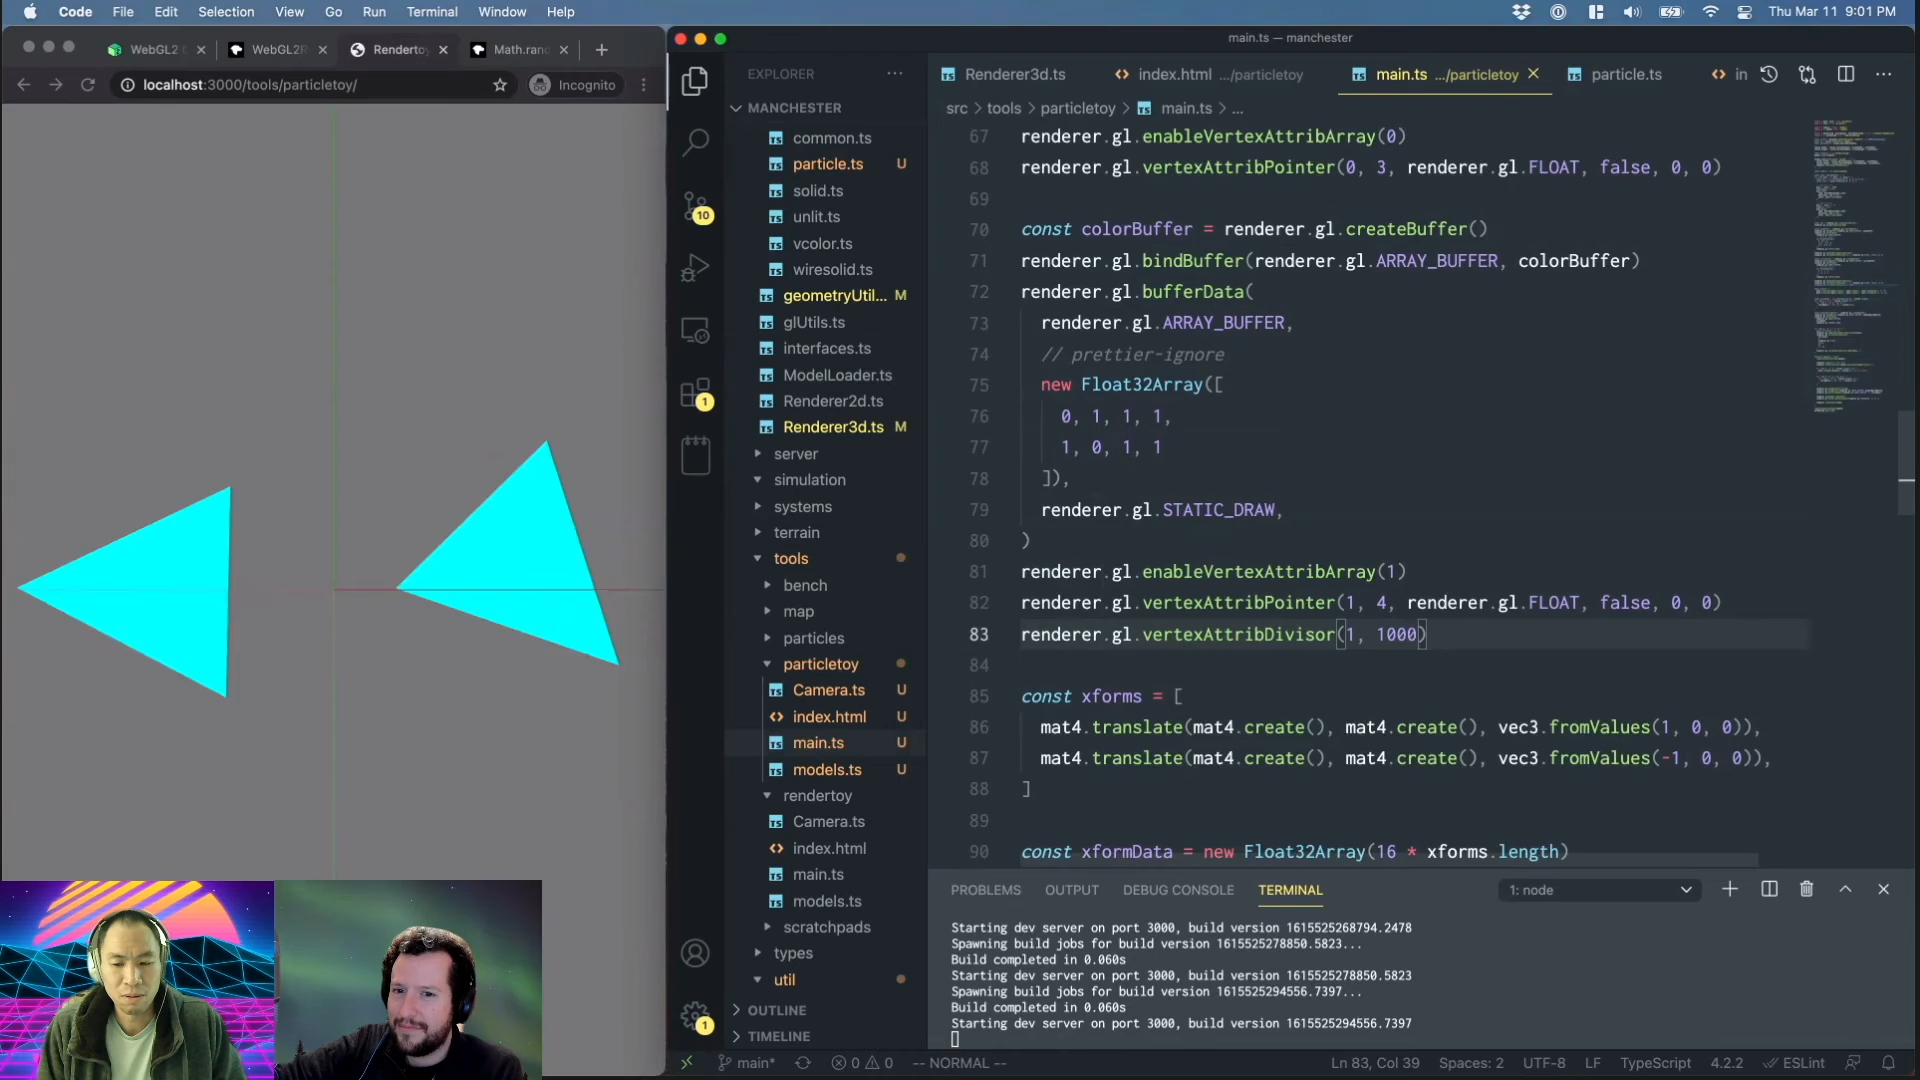 Code File Edit Selection View Go Run Terminal Window Help
Thu Mar 11 9:01 PM
WebGL2
WebGL2R
Rendertoy
Math.ran
localhost:3000/tools/particletoy/
Incognito
main.ts — manchester
EXPLORER
MANCHESTER
common.ts
particle.ts U
solid.ts
unlit.ts
vcolor.ts
wiresolid.ts
geometryUtil... M
glUtils.ts
interfaces.ts
ModelLoader.ts
Renderer2d.ts
Renderer3d.ts M
server
simulation
systems
terrain
tools
bench
map
particles
particletoy
Camera.ts U
index.html U
main.ts U
models.ts U
rendertoy
Camera.ts
index.html
main.ts
models.ts
scratchpads
types
util
OUTLINE
TIMELINE
10
1
1
Renderer3d.ts
index.html .../particletoy
main.ts .../particletoy
particle.ts
in
src > tools > particletoy > main.ts > ...
67 renderer.gl.enableVertexAttribArray(0)
68 renderer.gl.vertexAttribPointer(0, 3, renderer.gl.FLOAT, false, 0, 0)
69
70 const colorBuffer = renderer.gl.createBuffer()
71 renderer.gl.bindBuffer(renderer.gl.ARRAY_BUFFER, colorBuffer)
72 renderer.gl.bufferData(
73 renderer.gl.ARRAY_BUFFER,
74 // prettier-ignore
75 new Float32Array([
76 0, 1, 1, 1,
77 1, 0, 1, 1
78 ]),
79 renderer.gl.STATIC_DRAW,
80 )
81 renderer.gl.enableVertexAttribArray(1)
82 renderer.gl.vertexAttribPointer(1, 4, renderer.gl.FLOAT, false, 0, 0)
83 renderer.gl.vertexAttribDivisor(1, 1000)
84
85 const xforms = [
86 mat4.translate(mat4.create(), mat4.create(), vec3.fromValues(1, 0, 0)),
87 mat4.translate(mat4.create(), mat4.create(), vec3.fromValues(-1, 0, 0)),
88 ]
89
90 const xformData = new Float32Array(16 * xforms.length)
PROBLEMS OUTPUT DEBUG CONSOLE TERMINAL
1: node
Starting dev server on port 3000, build version 1615525268794.2478
Spawning build jobs for build version 1615525278850.5823...
Build completed in 0.060s
Starting dev server on port 3000, build version 1615525278850.5823
Spawning build jobs for build version 1615525294556.7397...
Build completed in 0.060s
Starting dev server on port 3000, build version 1615525294556.7397
main* 0 0 -- NORMAL --
Ln 83, Col 39 Spaces: 2 UTF-8 LF TypeScript 4.2.2 ESLint